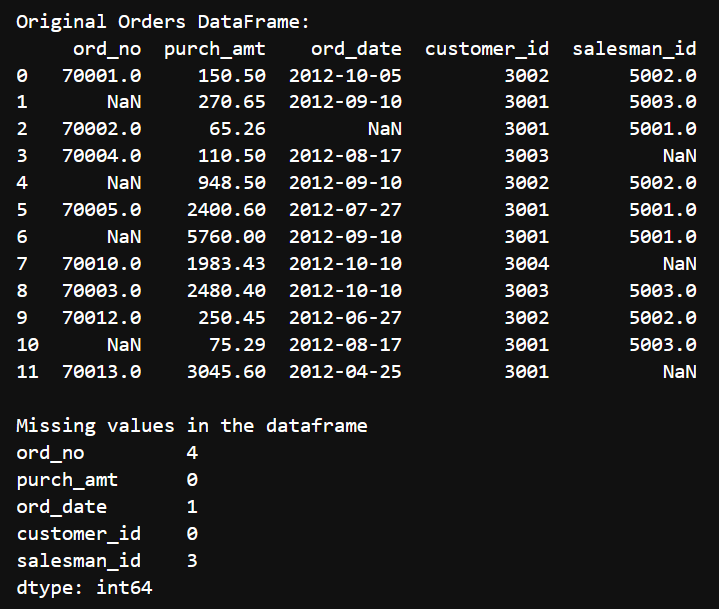 Original Orders DataFrame:
ord_no purch_amt ord_date customer_id salesman_id
0 70001.0 150.50 2012-10-05 3002 5002.0
1 NaN 270.65 2012-09-10 3001 5003.0
2 70002.0 65.26 NaN 3001 5001.0
3 70004.0 110.50 2012-08-17 3003 NaN
4 NaN 948.50 2012-09-10 3002 5002.0
5 70005.0 2400.60 2012-07-27 3001 5001.0
6 NaN 5760.00 2012-09-10 3001 5001.0
7 70010.0 1983.43 2012-10-10 3004 NaN
8 70003.0 2480.40 2012-10-10 3003 5003.0
9 70012.0 250.45 2012-06-27 3002 5002.0
10 NaN 75.29 2012-08-17 3001 5003.0
11 70013.0 3045.60 2012-04-25 3001 NaN
Missing values in the dataframe
ord_no 4
purch_amt 0
ord_date 1
customer_id 0
salesman_id 3
dtype: int64